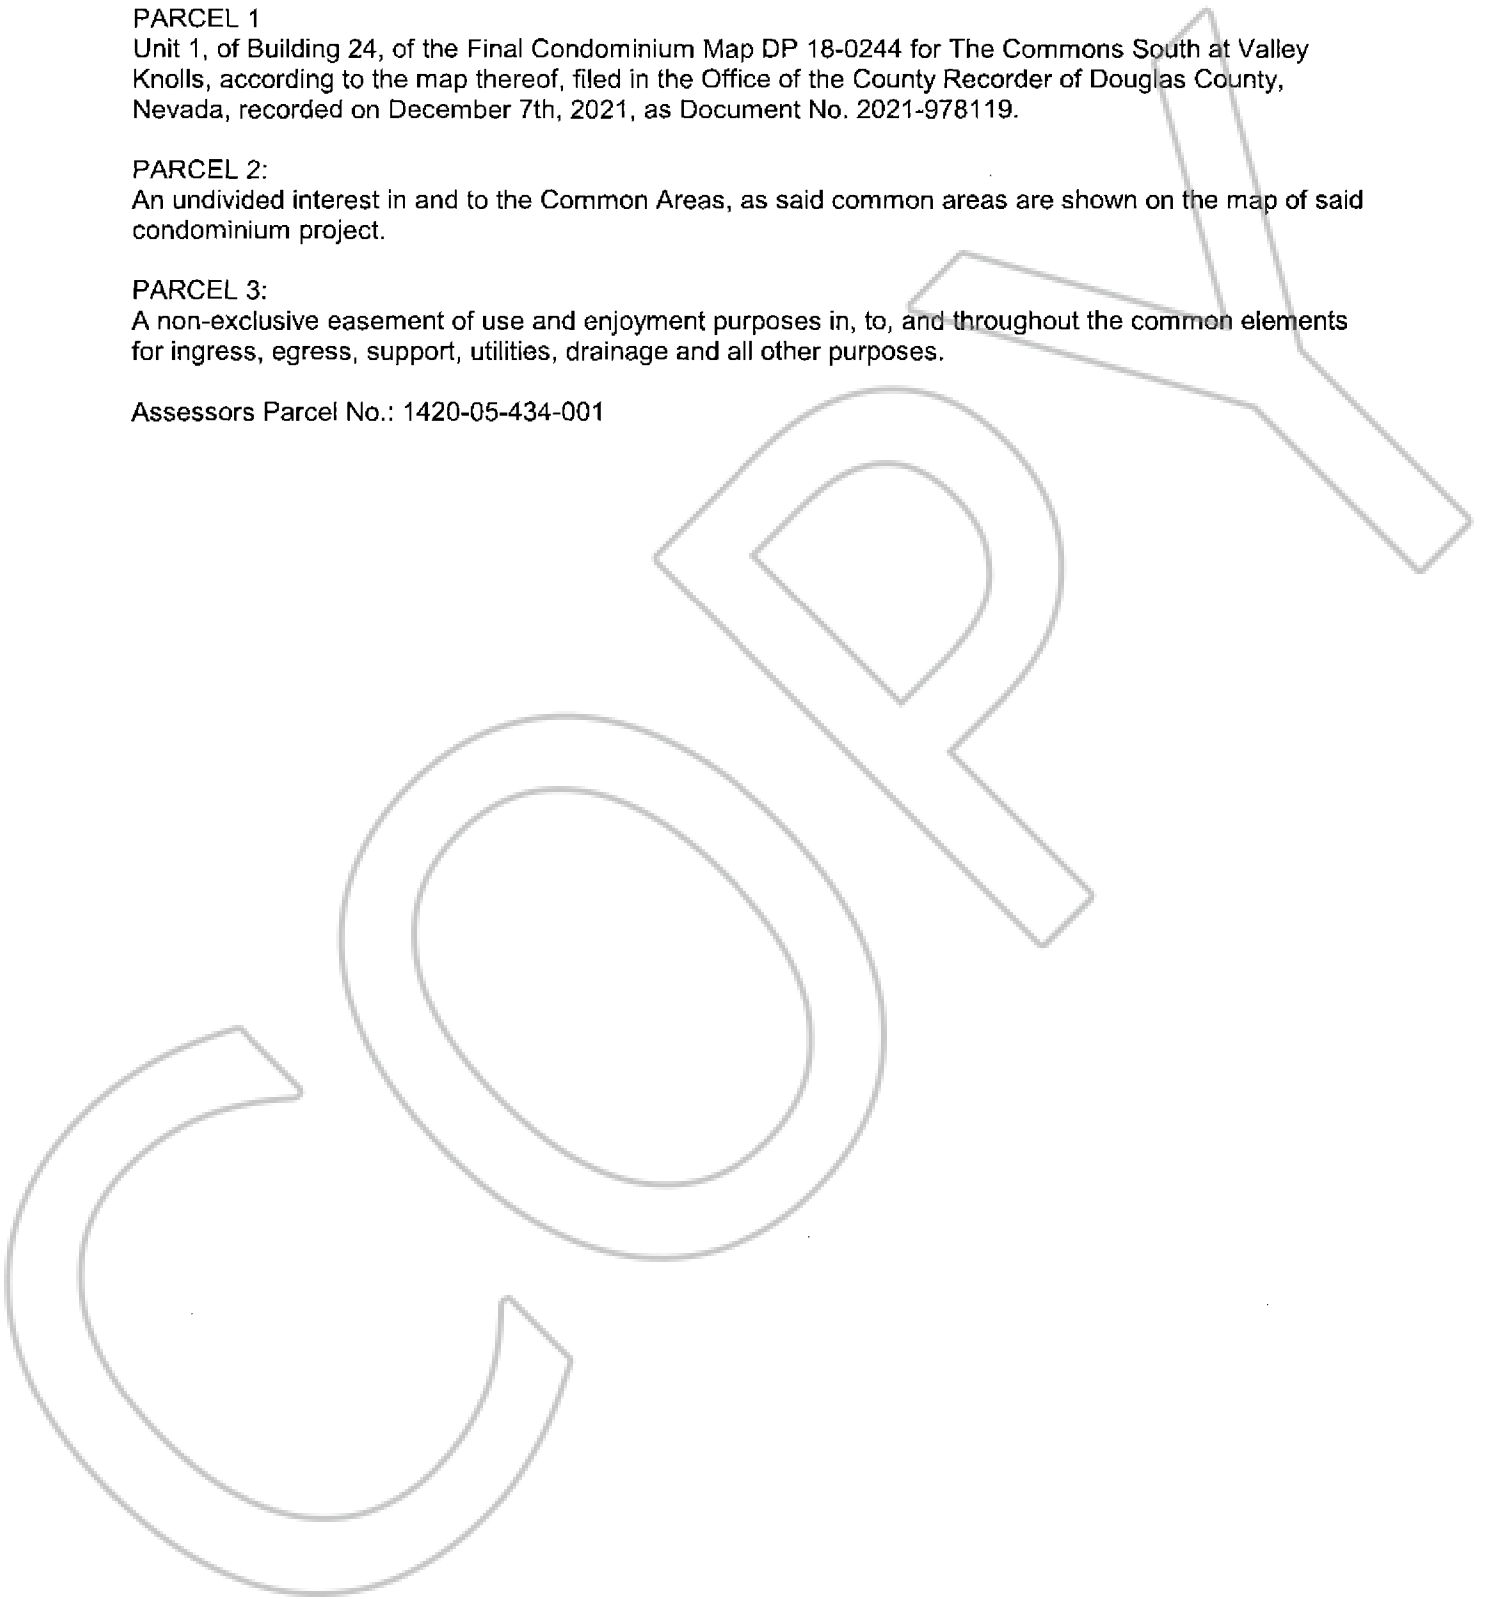 PARCEL 1
Unit 1, of Building 24, of the Final Condominium Map DP 18-0244 for The Commons South at Valley
Knolls, according to the map thereof, filed in the Office of the County Recorder of Douglas County,
Nevada, recorded on December 7th, 2021, as Document No. 2021-978119.
PARCEL 2:
An undivided interest in and to the Common Areas, as said common areas are shown on the map of said
condominium project.
PARCEL 3:
A non-exclusive easement of use and enjoyment purposes in, to, and throughout the common elements
for ingress, egress, support, utilities, drainage and all other purposes.
Assessors Parcel No.: 1420-05-434-001
COPY